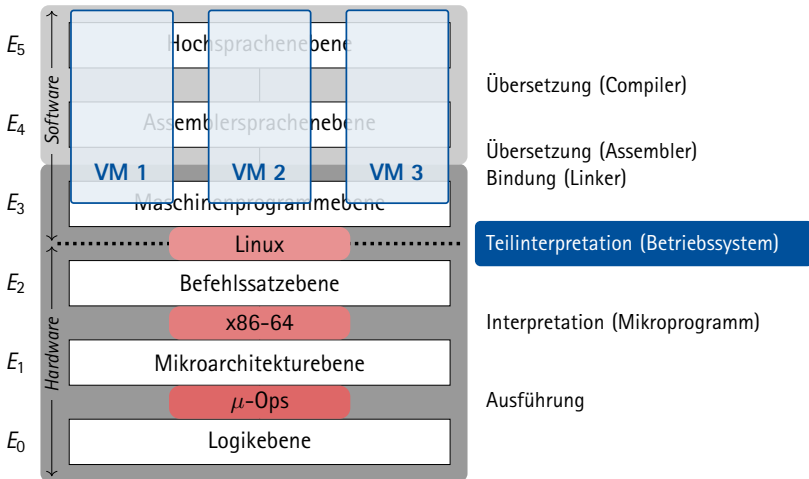 E5
Hochsprachenebene
Software
Übersetzung (Compiler)
E4
Assemblersprachenebene
Übersetzung (Assembler)
Bindung (Linker)
VM 1
VM 2
VM 3
E3
Maschinenprogrammebene
Linux
Teilinterpretation (Betriebssystem)
E2
Befehlssatzebene
x86-64
Interpretation (Mikroprogramm)
Hardware
E1
Mikroarchitekturebene
μ-Ops
Ausführung
E0
Logikebene